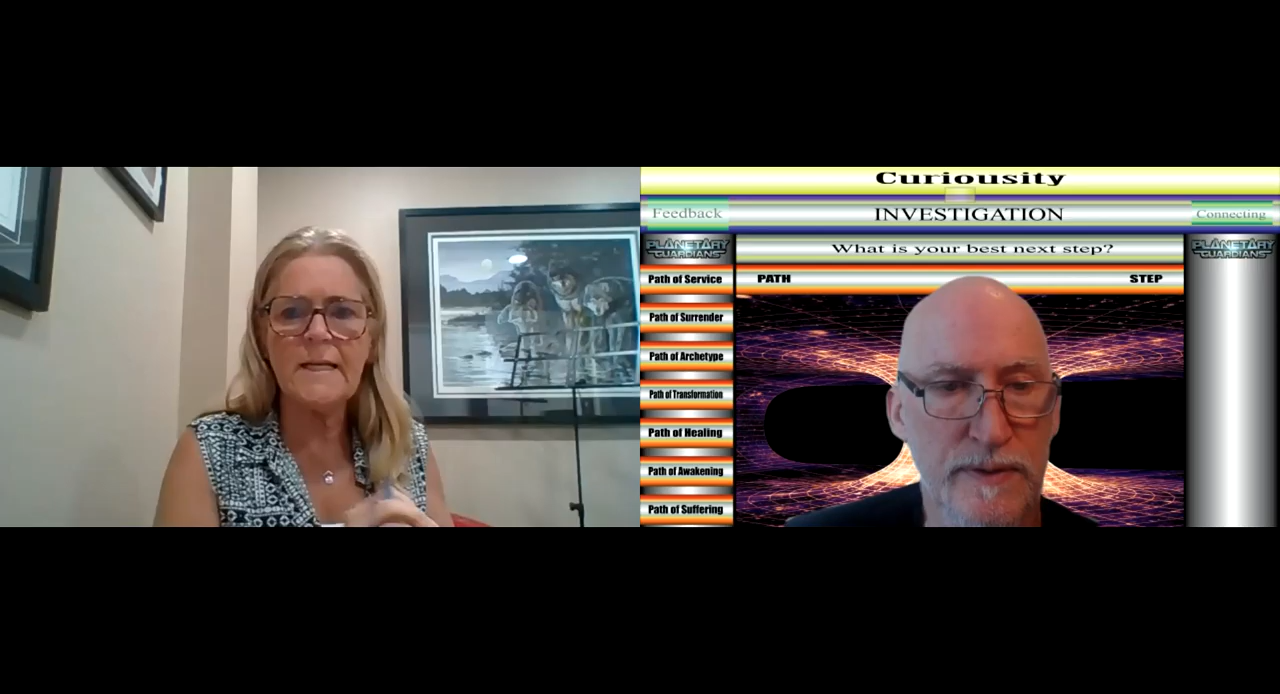 Curiousity
Feedback
INVESTIGATION
Connecting
PLANETARY
GUARDIANS
What is your best next step?
PLANETARY
GUARDIANS
Path of Service
PATH
STEP
Path of Surrender
Path of Archetype
Path of Transformation
Path of Healing
Path of Awakening
Path of Suffering